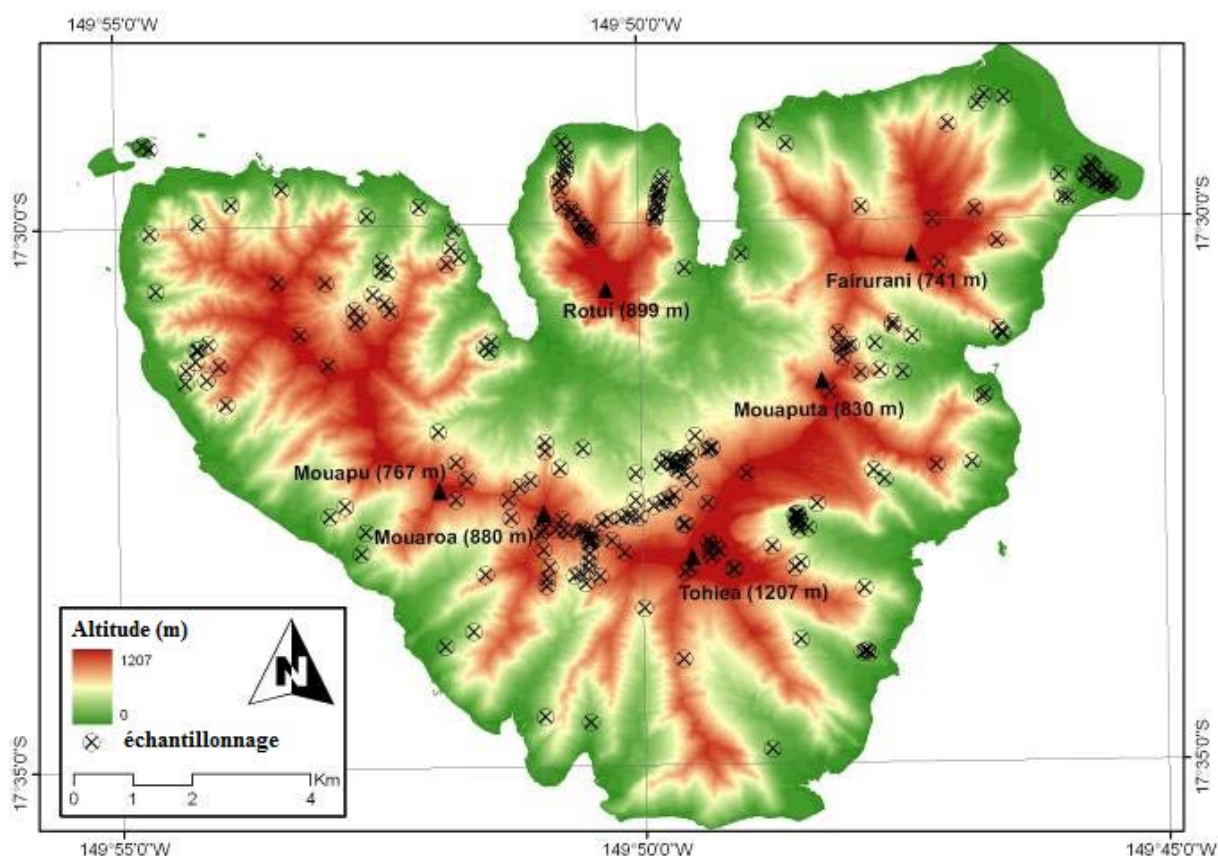 149°55'0"W
149°50'0"W
17°30'0"S
17°30'0"S
Fairurani (741 m)
Rotui (899 m)
Mouaputa (830 m)
Mouapu (767 m)
Mouaroa (880 m)
Tohiea (1207 m)
Altitude (m)
1207
0
N
échantillonnage
Km
0 1 2 4
17°35'0"S
17°35'0"S
149°55'0"W
149°50'0"W
149°45'0"W